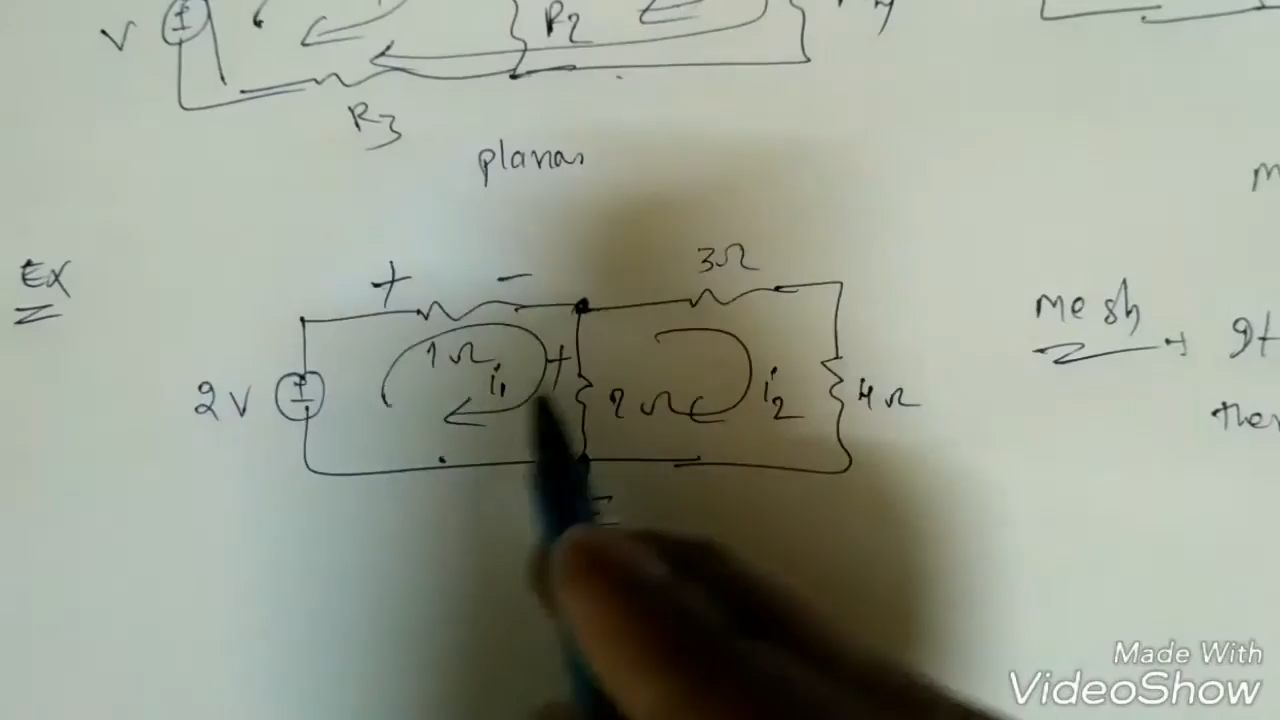 V
R2
R3
planar
Ex
+ -
3Ω
mesh
1Ω
+
i1
2V
2Ω
i2
4Ω
Made With
VideoShow